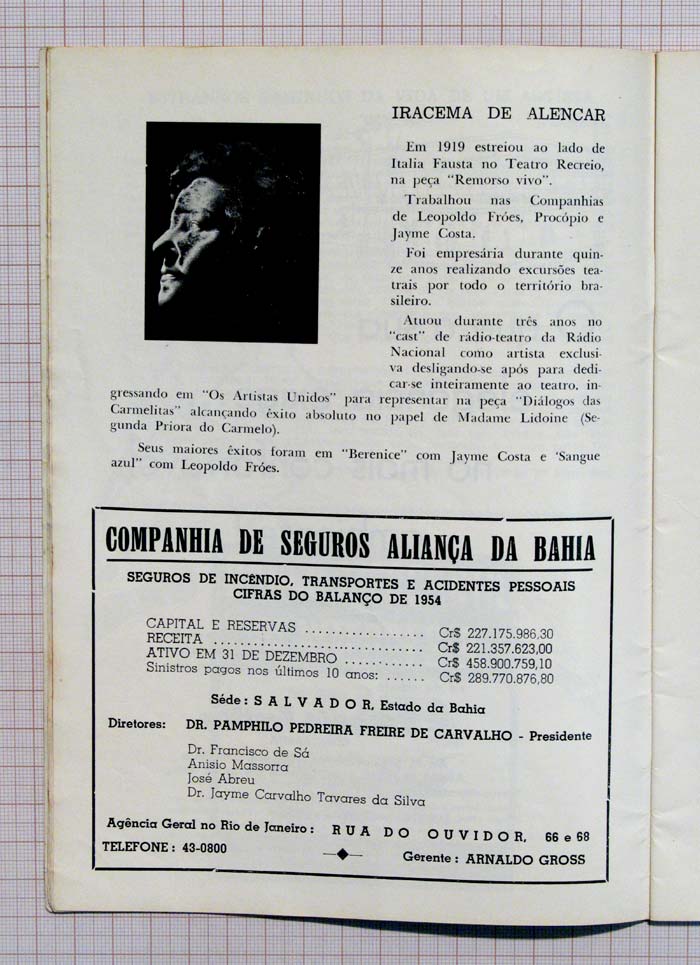 IRACEMA DE ALENCAR
Em 1919 estreiou ao lado de
Italia Fausta no Teatro Recreio,
na peça "Remorso vivo".
Trabalhou nas Companhias
de Leopoldo Fróes, Procópio e
Jayme Costa.
Foi empresária durante quin-
ze anos realizando excursões tea-
trais por todo o território bra-
sileiro.
Atuou durante três anos no
"cast" de rádio-teatro da Rádio
Nacional como artista exclusi-
va desligando-se após para dedi-
car-se inteiramente ao teatro, in-
gressando em "Os Artistas Unidos" para representar na peça "Diálogos das
Carmelitas" alcançando êxito absoluto no papel de Madame Lidoine (Se-
gunda Priora do Carmelo).
Seus maiores êxitos foram em "Berenice" com Jayme Costa e 'Sangue
azul" com Leopoldo Fróes.
COMPANHIA DE SEGUROS ALIANÇA DA BAHIA
SEGUROS DE INCÊNDIO, TRANSPORTES E ACIDENTES PESSOAIS
CIFRAS DO BALANÇO DE 1954
CAPITAL E RESERVAS .................. Cr$ 227.175.986,30
RECEITA ................................ Cr$ 221.357.623,00
ATIVO EM 31 DE DEZEMBRO ............ Cr$ 458.900.759,10
Sinistros pagos nos últimos 10 anos: ...... Cr$ 289.770.876,80
Séde: SALVADOR, Estado da Bahia
Diretores: DR. PAMPHILO PEDREIRA FREIRE DE CARVALHO - Presidente
Dr. Francisco de Sá
Anisio Massorra
José Abreu
Dr. Jayme Carvalho Tavares da Silva
Agência Geral no Rio de Janeiro: RUA DO OUVIDOR, 66 e 68
TELEFONE: 43-0800 Gerente: ARNALDO GROSS